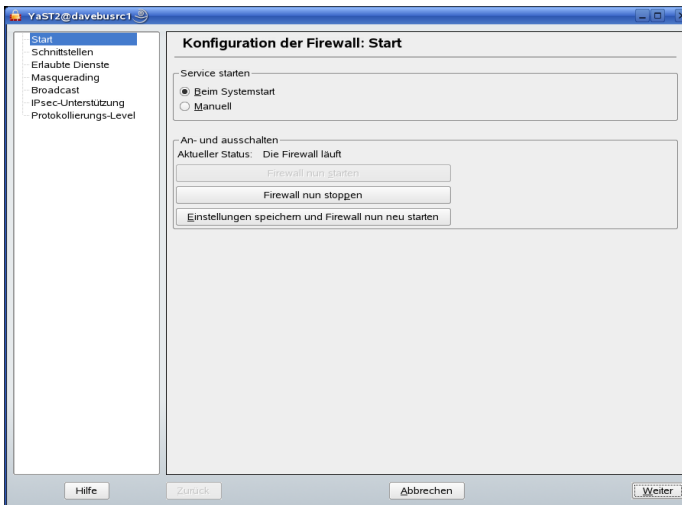 YaST2@davebusrc1
Start
Schnittstellen
Erlaubte Dienste
Masquerading
Broadcast
IPsec-Unterstützung
Protokollierungs-Level
Konfiguration der Firewall: Start
Service starten
Beim Systemstart
Manuell
An- und ausschalten
Aktueller Status: Die Firewall läuft
Firewall nun starten
Firewall nun stoppen
Einstellungen speichern und Firewall nun neu starten
Hilfe
Zurück
Abbrechen
Weiter